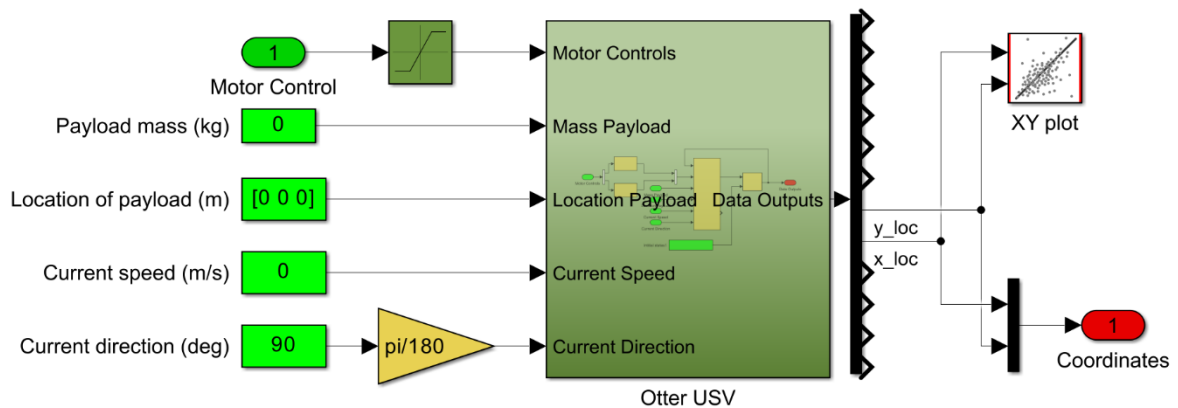 1
Motor Control
Motor Controls
Payload mass (kg)
0
Mass Payload
XY plot
Location of payload (m)
[0 0 0]
Location Payload
Data Outputs
y_loc
x_loc
Current speed (m/s)
0
Current Speed
Current direction (deg)
90
pi/180
Current Direction
1
Coordinates
Otter USV